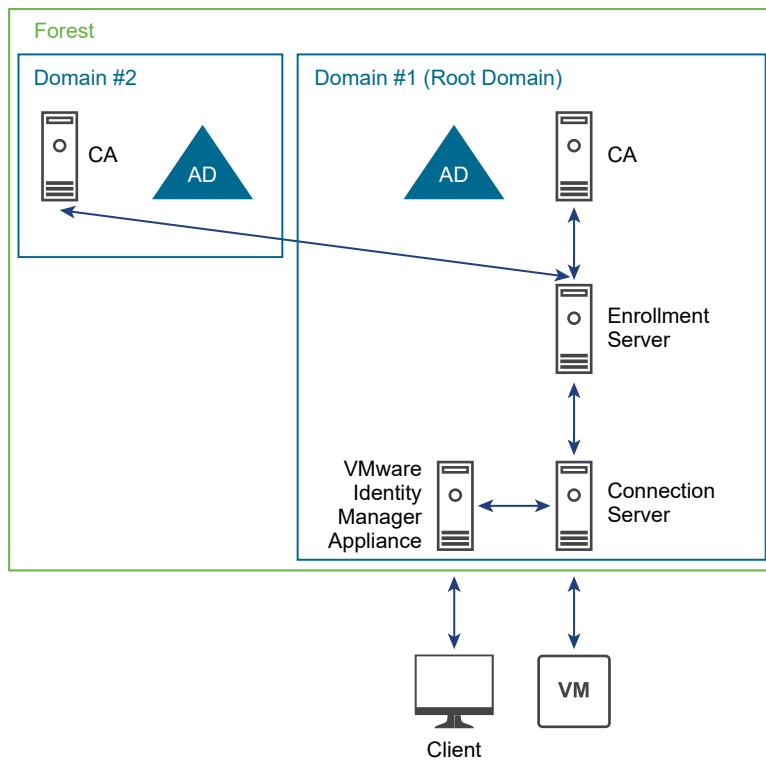 Forest
Domain #2
Domain #1 (Root Domain)
CA
AD
AD
CA
Enrollment
Server
VMware
Identity
Manager
Appliance
Connection
Server
VM
Client